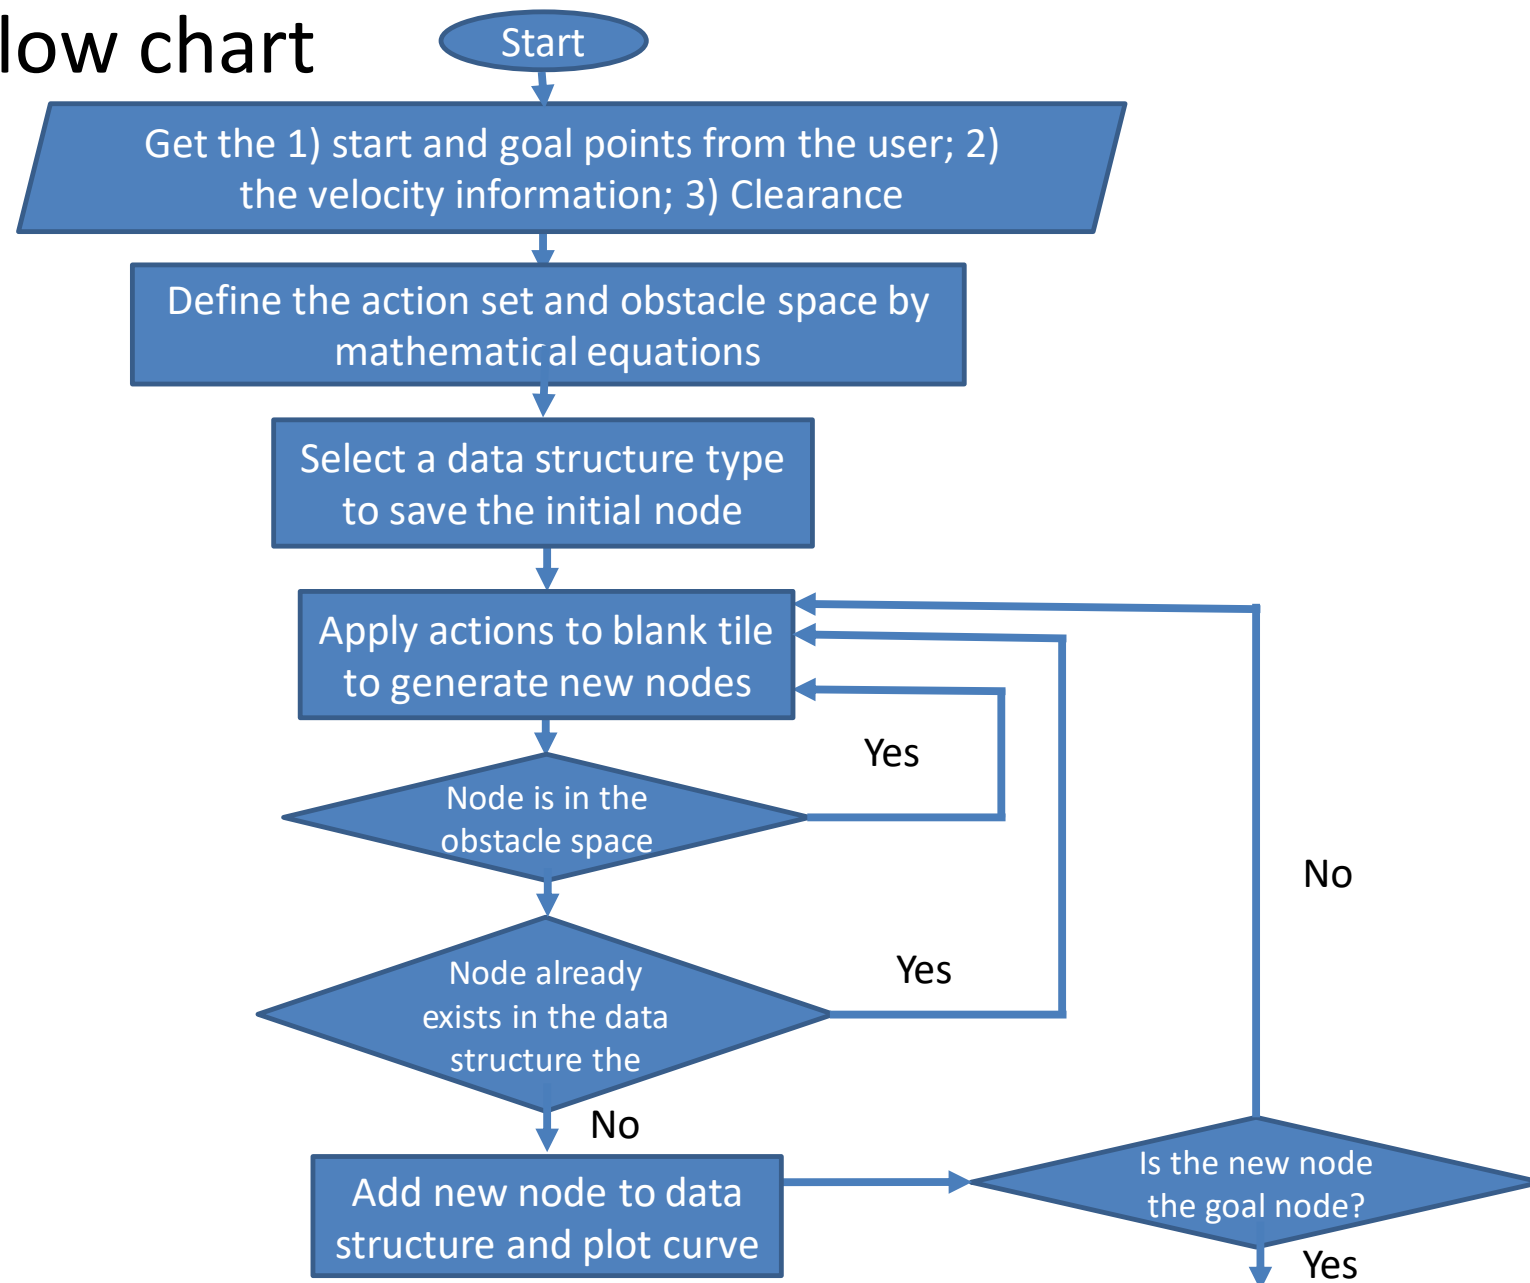 low chart
Start
Get the 1) start and goal points from the user; 2)
the velocity information; 3) Clearance
Define the action set and obstacle space by
mathematical equations
Select a data structure type
to save the initial node
Apply actions to blank tile
to generate new nodes
Yes
Node is in the
obstacle space
No
Yes
Node already
exists in the data
structure the
No
Is the new node
the goal node?
Add new node to data
structure and plot curve
Yes